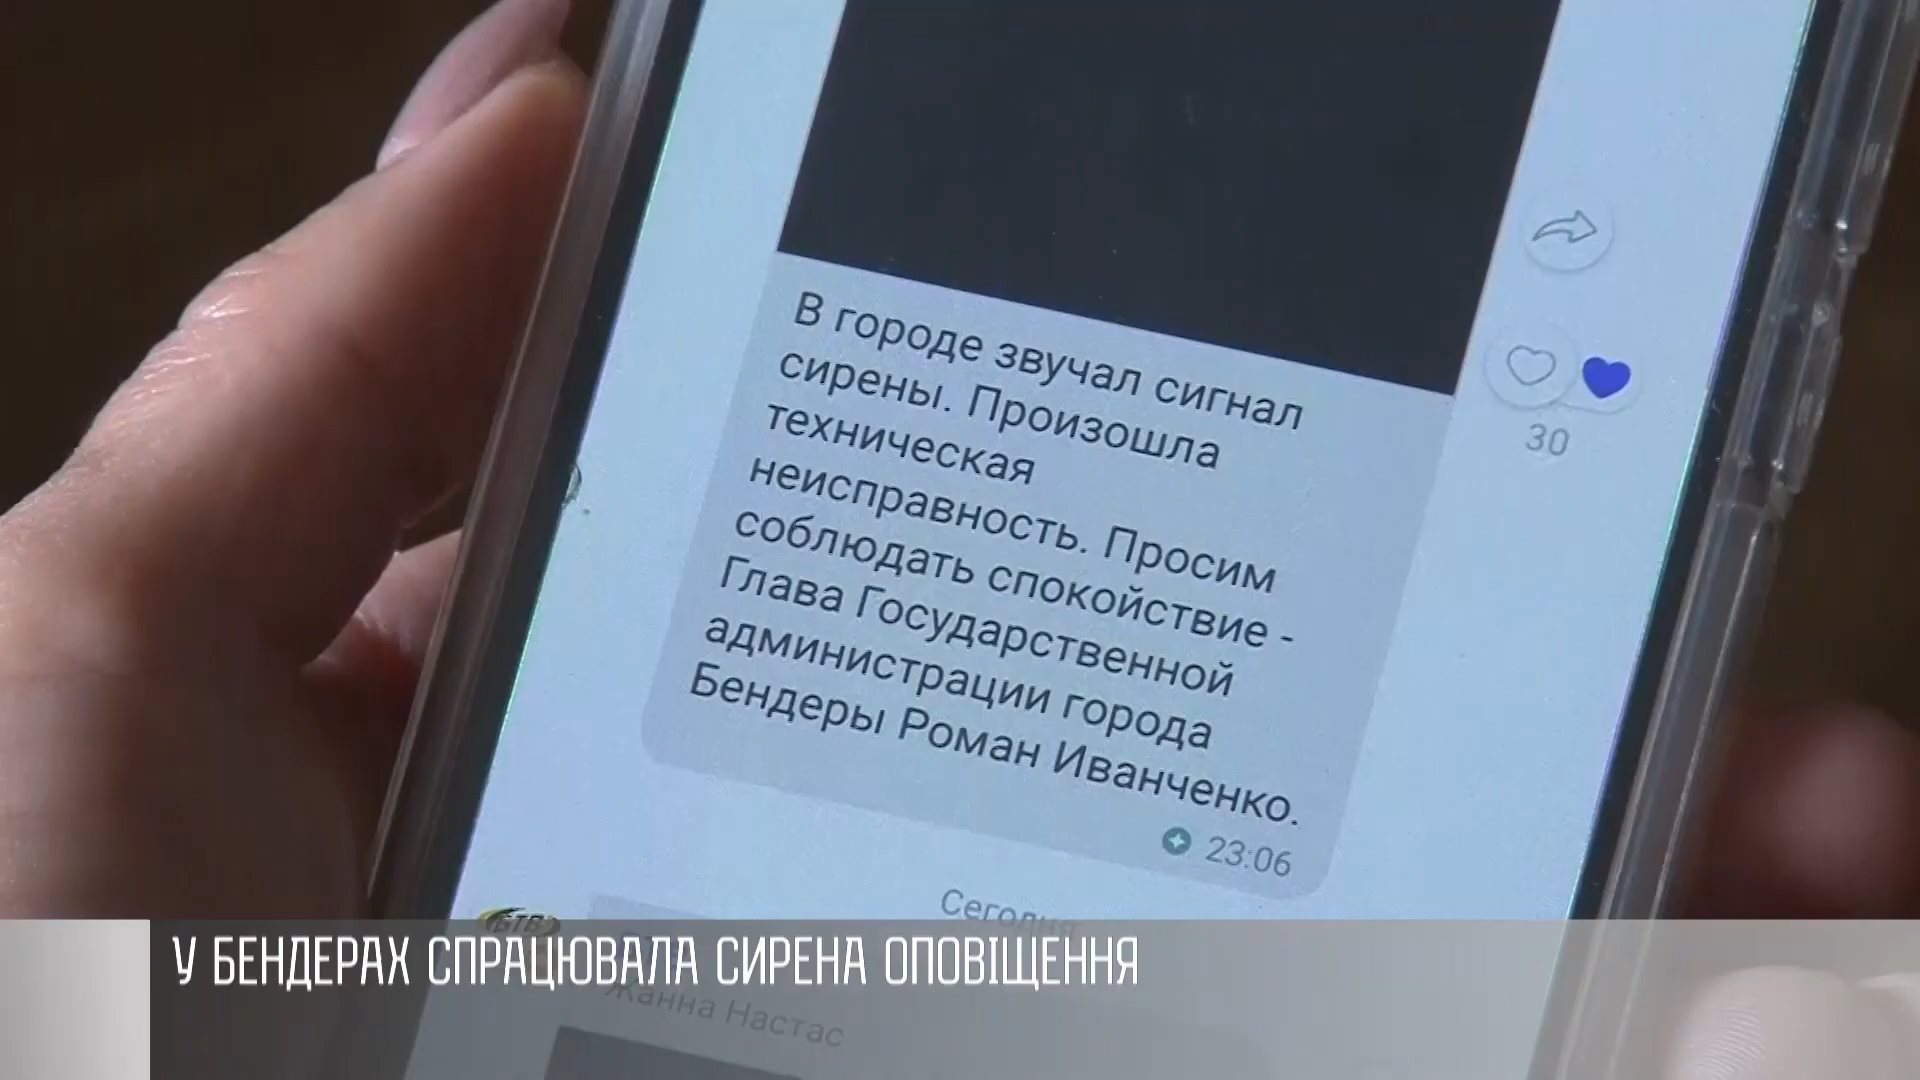 В городе звучал сигнал
сирены. Произошла
техническая
неисправность. Просим
соблюдать спокойствие -
Глава Государственной
администрации города
Бендеры Роман Иванченко.
23:06
30
Сегодня
БТВ
У БЕНДЕРАХ СПРАЦЮВАЛА СИРЕНА ОПОВІЩЕННЯ
Жанна Настас